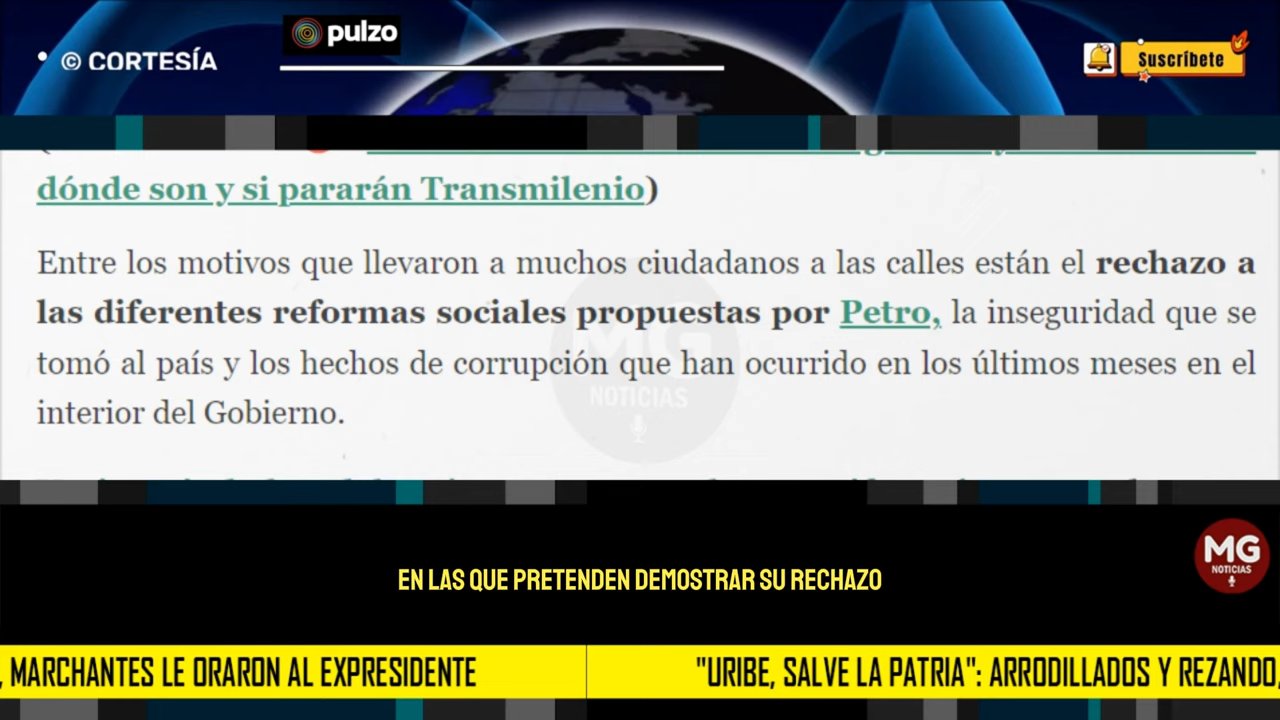 pulzo
© CORTESÍA
Suscríbete
dónde son y si pararán Transmilenio)
Entre los motivos que llevaron a muchos ciudadanos a las calles están el rechazo a
las diferentes reformas sociales propuestas por Petro, la inseguridad que se
tomó al país y los hechos de corrupción que han ocurrido en los últimos meses en el
interior del Gobierno.
MG
NOTICIAS
MG
NOTICIAS
EN LAS QUE PRETENDEN DEMOSTRAR SU RECHAZO
, MARCHANTES LE ORARON AL EXPRESIDENTE
"URIBE, SALVE LA PATRIA": ARRODILLADOS Y REZANDO,